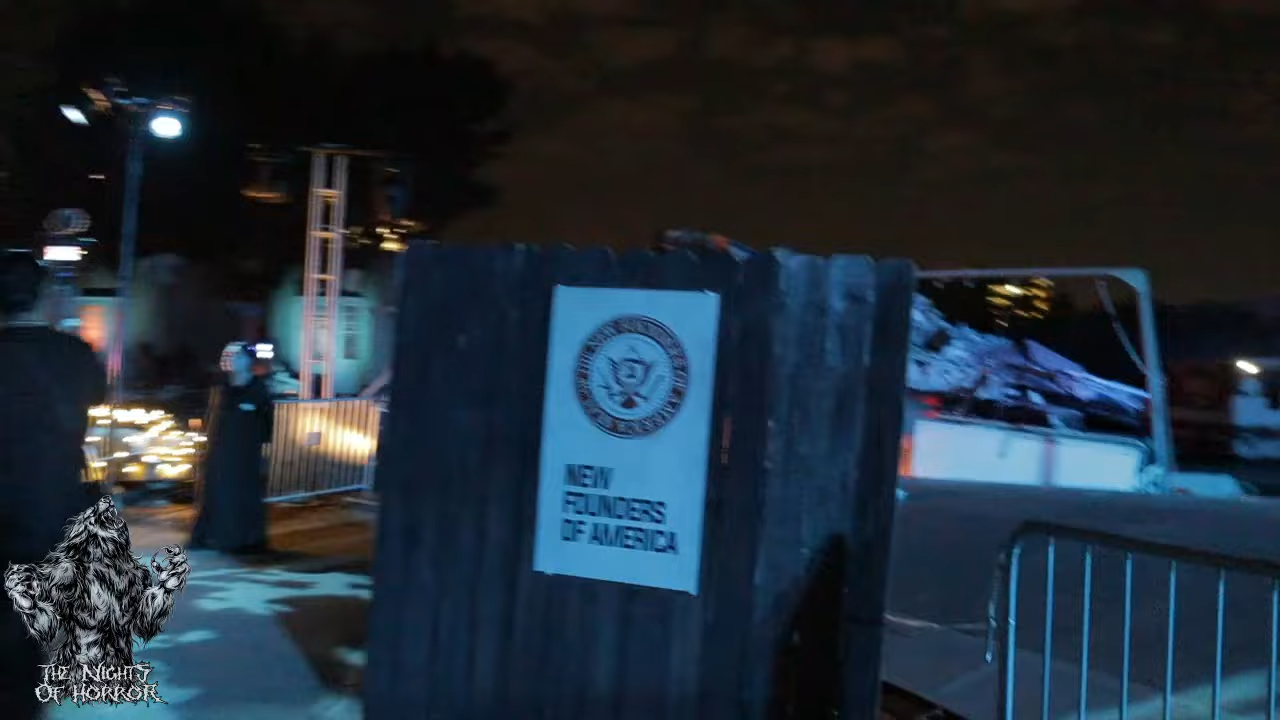 NEW
FOUNDERS
OF AMERICA
THE NIGHTS
OF HORROR